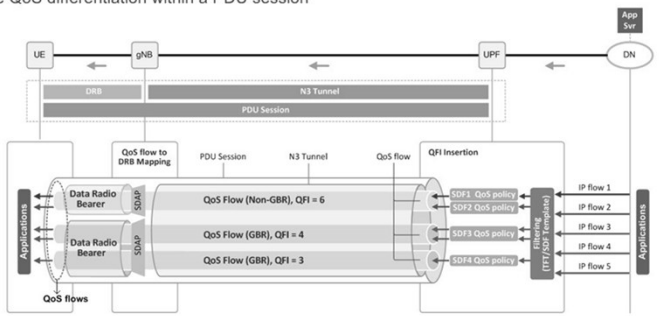 e QoS differentiation within a PDU session
App
Svr
UE
gNB
UPF
DN
DRB
N3 Tunnel
PDU Session
QoS flow to
DRB Mapping
PDU Session
N3 Tunnel
QoS flow
QFI Insertion
Applications
Data Radio
Bearer
SDAP
QoS Flow (Non-GBR), QFI = 6
SDF1 QoS policy
SDF2 QoS policy
Filtering
(TFT/SDF Template)
IP flow 1
IP flow 2
Applications
Data Radio
Bearer
SDAP
QoS Flow (GBR), QFI = 4
SDF3 QoS policy
IP flow 3
IP flow 4
QoS Flow (GBR), QFI = 3
SDF4 QoS policy
IP flow 5
QoS flows